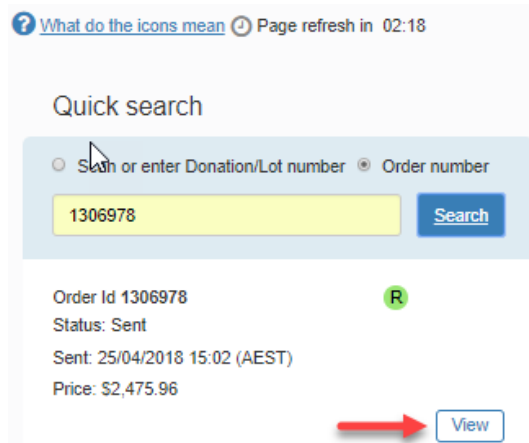 ? What do the icons mean Page refresh in 02:18
Quick search
Scan or enter Donation/Lot number Order number
1306978 Search
Order Id 1306978 R
Status: Sent
Sent: 25/04/2018 15:02 (AEST)
Price: $2,475.96
View